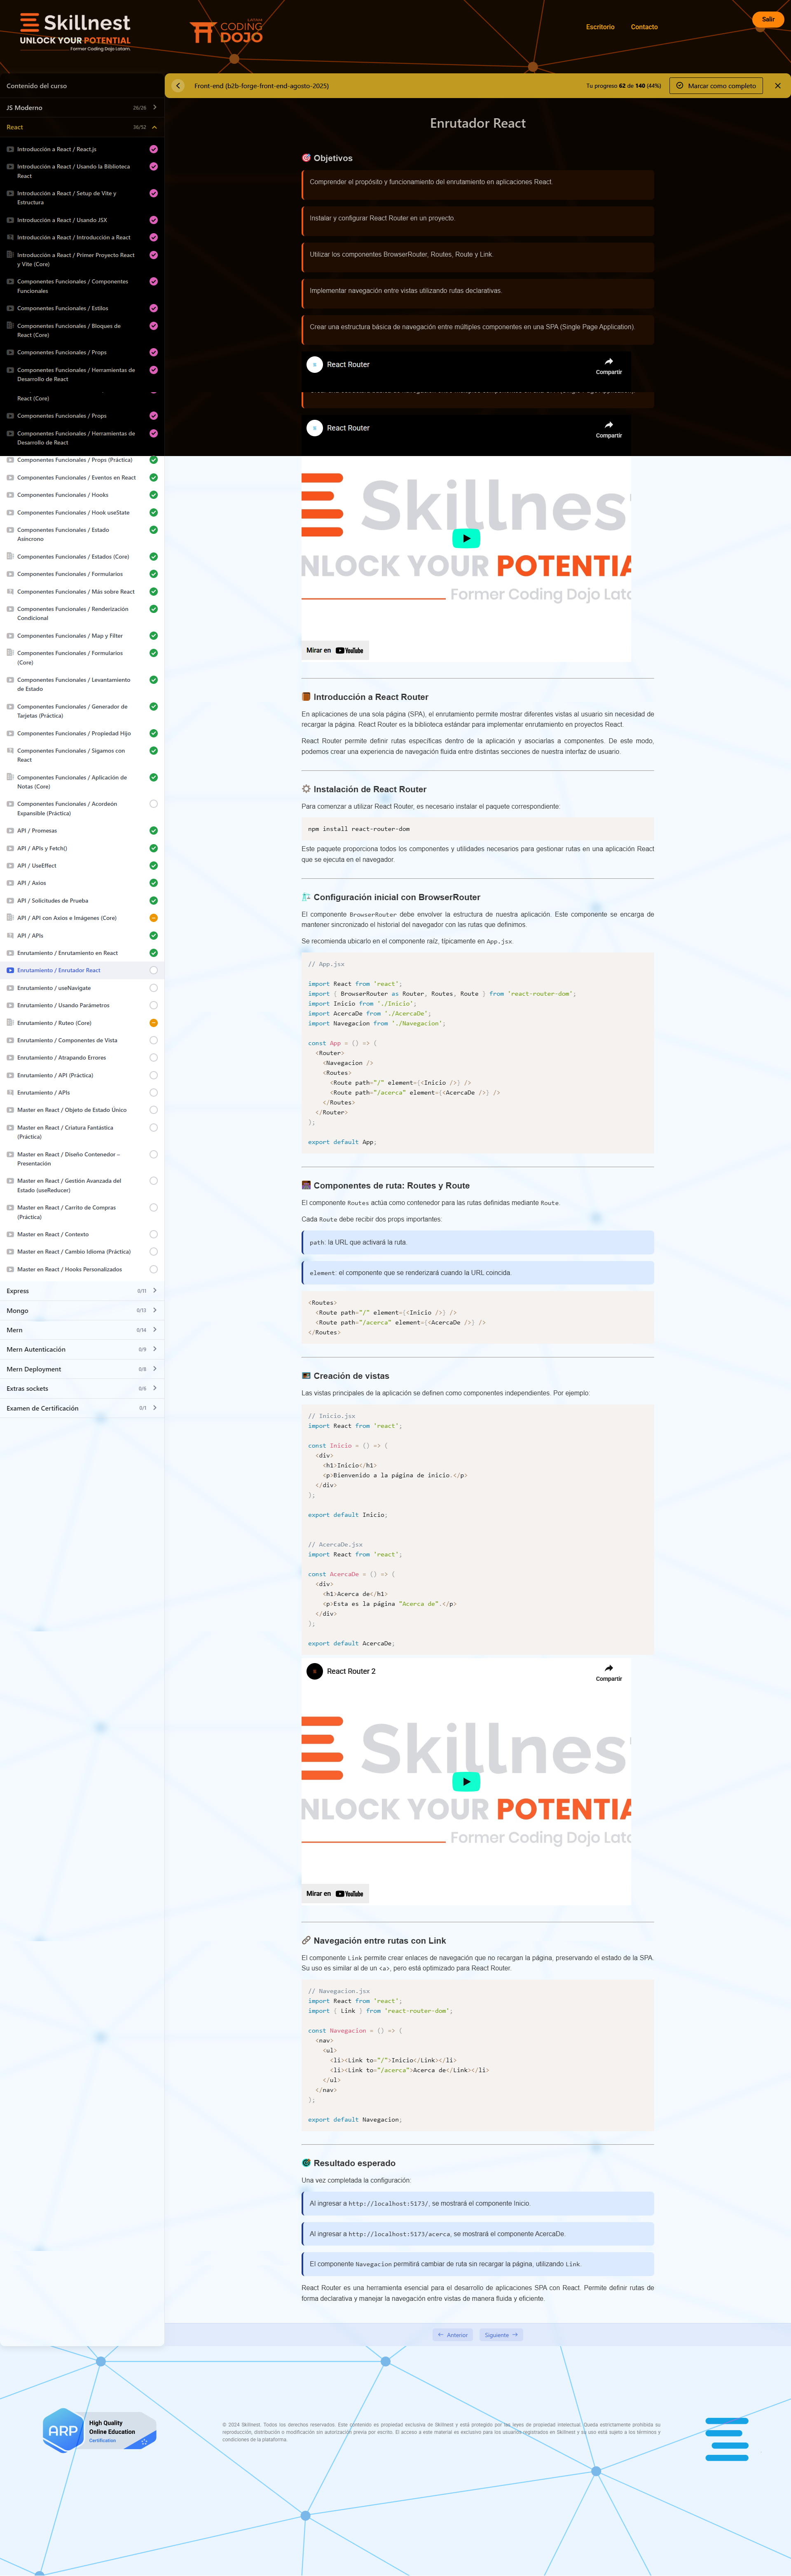 Skillnest
UNLOCK YOUR POTENTIAL
Former Coding Dojo Latam
LATAM
CODING
DOJO
Escritorio
Contacto
Salir
Contenido del curso
JS Moderno 26/26
React 36/52
Introducción a React / React.js
Introducción a React / Usando la Biblioteca
React
Introducción a React / Setup de Vite y
Estructura
Introducción a React / Usando JSX
Introducción a React / Introducción a React
Introducción a React / Primer Proyecto React
y Vite (Core)
Componentes Funcionales / Componentes
Funcionales
Componentes Funcionales / Estilos
Componentes Funcionales / Bloques de
React (Core)
Componentes Funcionales / Props
Componentes Funcionales / Herramientas de
Desarrollo de React
React (Core)
Componentes Funcionales / Props
Componentes Funcionales / Herramientas de
Desarrollo de React
Componentes Funcionales / Props (Práctica)
Componentes Funcionales / Eventos en React
Componentes Funcionales / Hooks
Componentes Funcionales / Hook useState
Componentes Funcionales / Estado
Asíncrono
Componentes Funcionales / Estados (Core)
Componentes Funcionales / Formularios
Componentes Funcionales / Más sobre React
Componentes Funcionales / Renderización
Condicional
Componentes Funcionales / Map y Filter
Componentes Funcionales / Formularios
(Core)
Componentes Funcionales / Levantamiento
de Estado
Componentes Funcionales / Generador de
Tarjetas (Práctica)
Componentes Funcionales / Propiedad Hijo
Componentes Funcionales / Sigamos con
React
Componentes Funcionales / Aplicación de
Notas (Core)
Componentes Funcionales / Acordeón
Expansible (Práctica)
API / Promesas
API / APIs y Fetch()
API / UseEffect
API / Axios
API / Solicitudes de Prueba
API / API con Axios e Imágenes (Core)
API / APIs
Enrutamiento / Enrutamiento en React
Enrutamiento / Enrutador React
Enrutamiento / useNavigate
Enrutamiento / Usando Parámetros
Enrutamiento / Ruteo (Core)
Enrutamiento / Componentes de Vista
Enrutamiento / Atrapando Errores
Enrutamiento / API (Práctica)
Enrutamiento / APIs
Master en React / Objeto de Estado Único
Master en React / Criatura Fantástica
(Práctica)
Master en React / Diseño Contenedor –
Presentación
Master en React / Gestión Avanzada del
Estado (useReducer)
Master en React / Carrito de Compras
(Práctica)
Master en React / Contexto
Master en React / Cambio Idioma (Práctica)
Master en React / Hooks Personalizados
Express 0/11
Mongo 0/13
Mern 0/14
Mern Autenticación 0/9
Mern Deployment 0/8
Extras sockets 0/6
Examen de Certificación 0/1
Front-end (b2b-forge-front-end-agosto-2025)
Tu progreso 62 de 140 (44%)
Marcar como completo
Enrutador React
Objetivos
Comprender el propósito y funcionamiento del enrutamiento en aplicaciones React.
Instalar y configurar React Router en un proyecto.
Utilizar los componentes BrowserRouter, Routes, Route y Link.
Implementar navegación entre vistas utilizando rutas declarativas.
Crear una estructura básica de navegación entre múltiples componentes en una SPA (Single Page Application).
React Router
Compartir
React Router
Compartir
Skillnes
NLOCK YOUR POTENTIA
Former Coding Dojo Lata
Mirar en YouTube
Introducción a React Router
En aplicaciones de una sola página (SPA), el enrutamiento permite mostrar diferentes vistas al usuario sin necesidad de
recargar la página. React Router es la biblioteca estándar para implementar enrutamiento en proyectos React.
React Router permite definir rutas específicas dentro de la aplicación y asociarlas a componentes. De este modo,
podemos crear una experiencia de navegación fluida entre distintas secciones de nuestra interfaz de usuario.
Instalación de React Router
Para comenzar a utilizar React Router, es necesario instalar el paquete correspondiente:
npm install react-router-dom
Este paquete proporciona todos los componentes y utilidades necesarios para gestionar rutas en una aplicación React
que se ejecuta en el navegador.
Configuración inicial con BrowserRouter
El componente BrowserRouter debe envolver la estructura de nuestra aplicación. Este componente se encarga de
mantener sincronizado el historial del navegador con las rutas que definimos.
Se recomienda ubicarlo en el componente raíz, típicamente en App.jsx.
// App.jsx
import React from 'react';
import { BrowserRouter as Router, Routes, Route } from 'react-router-dom';
import Inicio from './Inicio';
import AcercaDe from './AcercaDe';
import Navegacion from './Navegacion';
const App = () => (
<Router>
<Navegacion />
<Routes>
<Route path="/" element={<Inicio />} />
<Route path="/acerca" element={<AcercaDe />} />
</Routes>
</Router>
);
export default App;
Componentes de ruta: Routes y Route
El componente Routes actúa como contenedor para las rutas definidas mediante Route.
Cada Route debe recibir dos props importantes:
path: la URL que activará la ruta.
element: el componente que se renderizará cuando la URL coincida.
<Routes>
<Route path="/" element={<Inicio />} />
<Route path="/acerca" element={<AcercaDe />} />
</Routes>
Creación de vistas
Las vistas principales de la aplicación se definen como componentes independientes. Por ejemplo:
// Inicio.jsx
import React from 'react';
const Inicio = () => (
<div>
<h1>Inicio</h1>
<p>Bienvenido a la página de inicio.</p>
</div>
);
export default Inicio;
// AcercaDe.jsx
import React from 'react';
const AcercaDe = () => (
<div>
<h1>Acerca de</h1>
<p>Esta es la página "Acerca de".</p>
</div>
);
export default AcercaDe;
React Router 2
Compartir
Skillnes
NLOCK YOUR POTENTIA
Former Coding Dojo Lata
Mirar en YouTube
Navegación entre rutas con Link
El componente Link permite crear enlaces de navegación que no recargan la página, preservando el estado de la SPA.
Su uso es similar al de un <a>, pero está optimizado para React Router.
// Navegacion.jsx
import React from 'react';
import { Link } from 'react-router-dom';
const Navegacion = () => (
<nav>
<ul>
<li><Link to="/">Inicio</Link></li>
<li><Link to="/acerca">Acerca de</Link></li>
</ul>
</nav>
);
export default Navegacion;
Resultado esperado
Una vez completada la configuración:
Al ingresar a http://localhost:5173/, se mostrará el componente Inicio.
Al ingresar a http://localhost:5173/acerca, se mostrará el componente AcercaDe.
El componente Navegacion permitirá cambiar de ruta sin recargar la página, utilizando Link.
React Router es una herramienta esencial para el desarrollo de aplicaciones SPA con React. Permite definir rutas de
forma declarativa y manejar la navegación entre vistas de manera fluida y eficiente.
← Anterior
Siguiente →
ARP
High Quality
Online Education
Certification
© 2024 Skillnest. Todos los derechos reservados. Este contenido es propiedad exclusiva de Skillnest y está protegido por las leyes de propiedad intelectual. Queda estrictamente prohibida su
reproducción, distribución o modificación sin autorización previa por escrito. El acceso a este material es exclusivo para los usuarios registrados en Skillnest y su uso está sujeto a los términos y
condiciones de la plataforma.